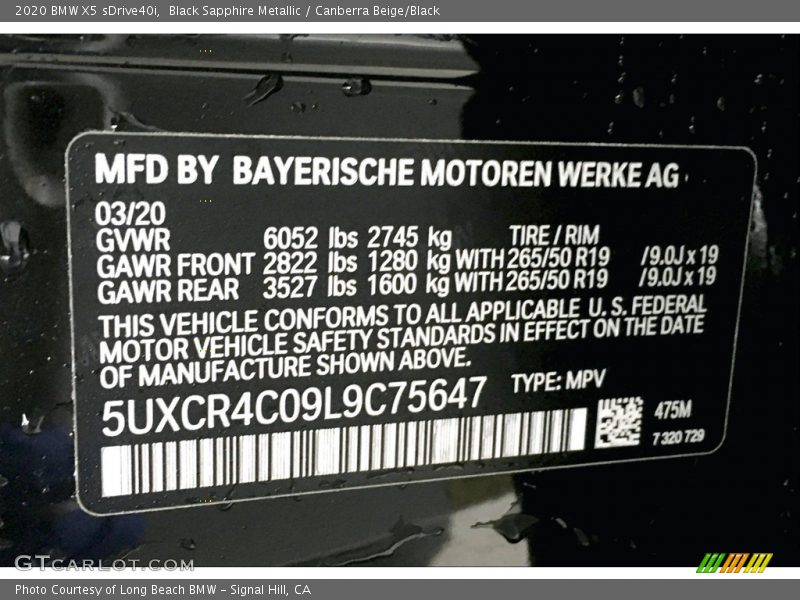 2020 BMW X5 sDrive40i, Black Sapphire Metallic / Canberra Beige/Black
MFD BY BAYERISCHE MOTOREN WERKE AG
03/20
GVWR 6052 lbs 2745 kg TIRE / RIM
GAWR FRONT 2822 lbs 1280 kg WITH 265/50 R19 /9.0J x 19
GAWR REAR 3527 lbs 1600 kg WITH 265/50 R19 /9.0J x 19
THIS VEHICLE CONFORMS TO ALL APPLICABLE U. S. FEDERAL
MOTOR VEHICLE SAFETY STANDARDS IN EFFECT ON THE DATE
OF MANUFACTURE SHOWN ABOVE.
5UXCR4C09L9C75647 TYPE: MPV
475M
7 320 729
GTCARLOT.COM
Photo Courtesy of Long Beach BMW – Signal Hill, CA